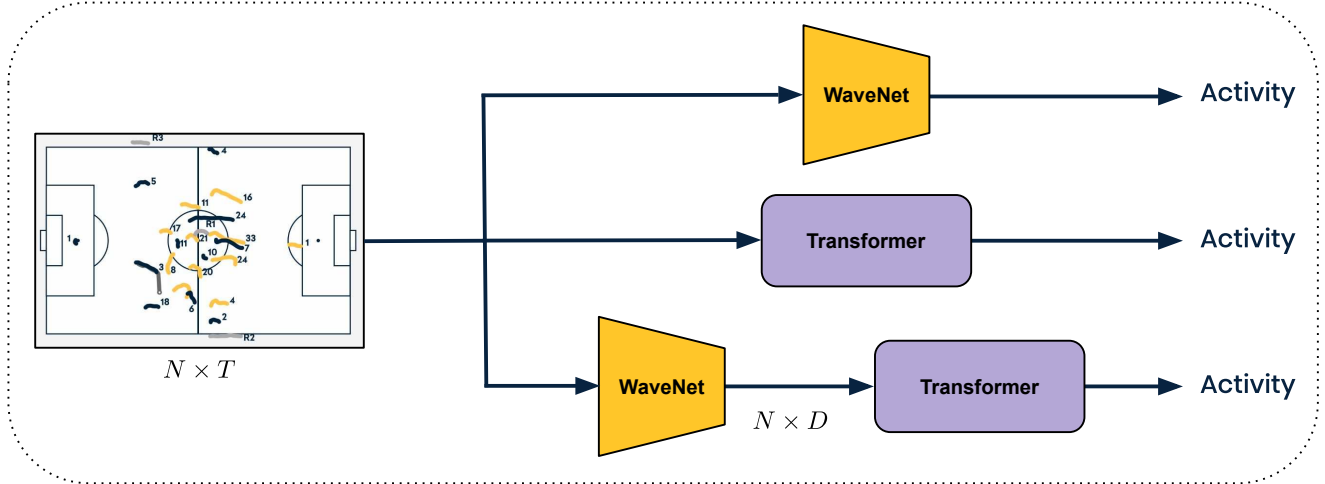 R3
4
5
16
11
24
R1
17
11
21
33
7
1
1
10
24
3
8
20
18
6
4
2
R2
N × T
WaveNet
Activity
Transformer
Activity
WaveNet
N × D
Transformer
Activity